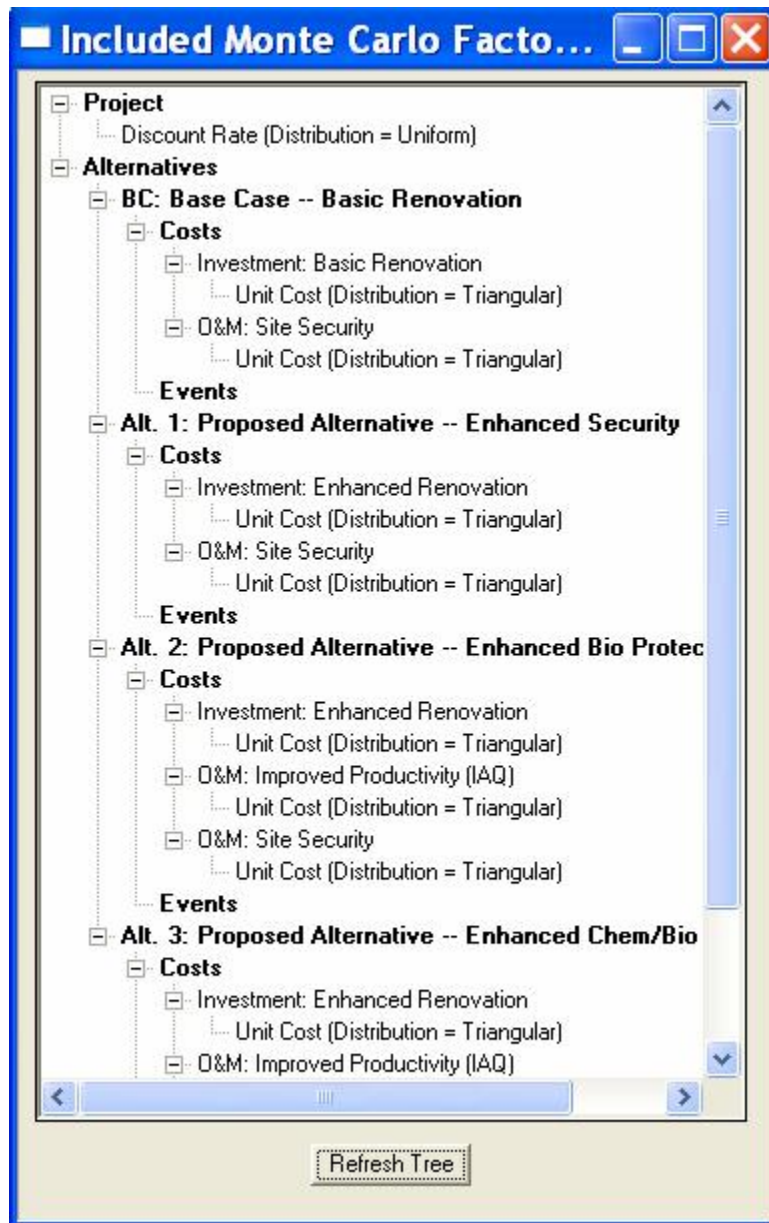 Included Monte Carlo Facto...
Project
Discount Rate (Distribution = Uniform)
Alternatives
BC: Base Case -- Basic Renovation
Costs
Investment: Basic Renovation
Unit Cost (Distribution = Triangular)
O&M: Site Security
Unit Cost (Distribution = Triangular)
Events
Alt. 1: Proposed Alternative -- Enhanced Security
Costs
Investment: Enhanced Renovation
Unit Cost (Distribution = Triangular)
O&M: Site Security
Unit Cost (Distribution = Triangular)
Events
Alt. 2: Proposed Alternative -- Enhanced Bio Protec
Costs
Investment: Enhanced Renovation
Unit Cost (Distribution = Triangular)
O&M: Improved Productivity (IAQ)
Unit Cost (Distribution = Triangular)
O&M: Site Security
Unit Cost (Distribution = Triangular)
Events
Alt. 3: Proposed Alternative -- Enhanced Chem/Bio
Costs
Investment: Enhanced Renovation
Unit Cost (Distribution = Triangular)
O&M: Improved Productivity (IAQ)
Refresh Tree